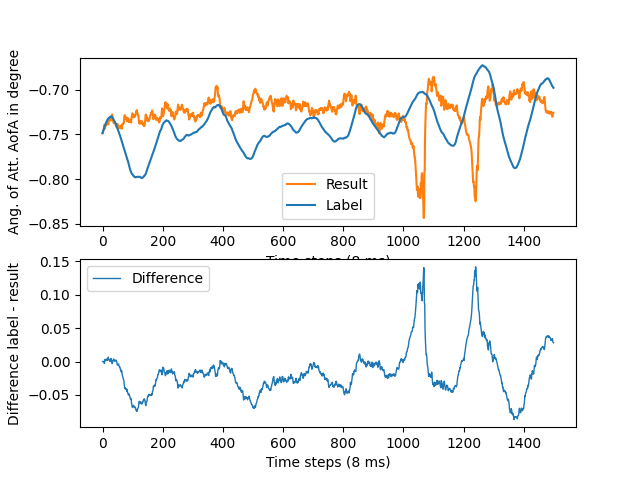 Ang. of Att. AofA in degree
−0.70
−0.75
−0.80
−0.85
Result
Label
0 200 400 600 800 1000 1200 1400
Time steps (8 ms)
Difference label - result
0.15
0.10
0.05
0.00
−0.05
Difference
0 200 400 600 800 1000 1200 1400
Time steps (8 ms)